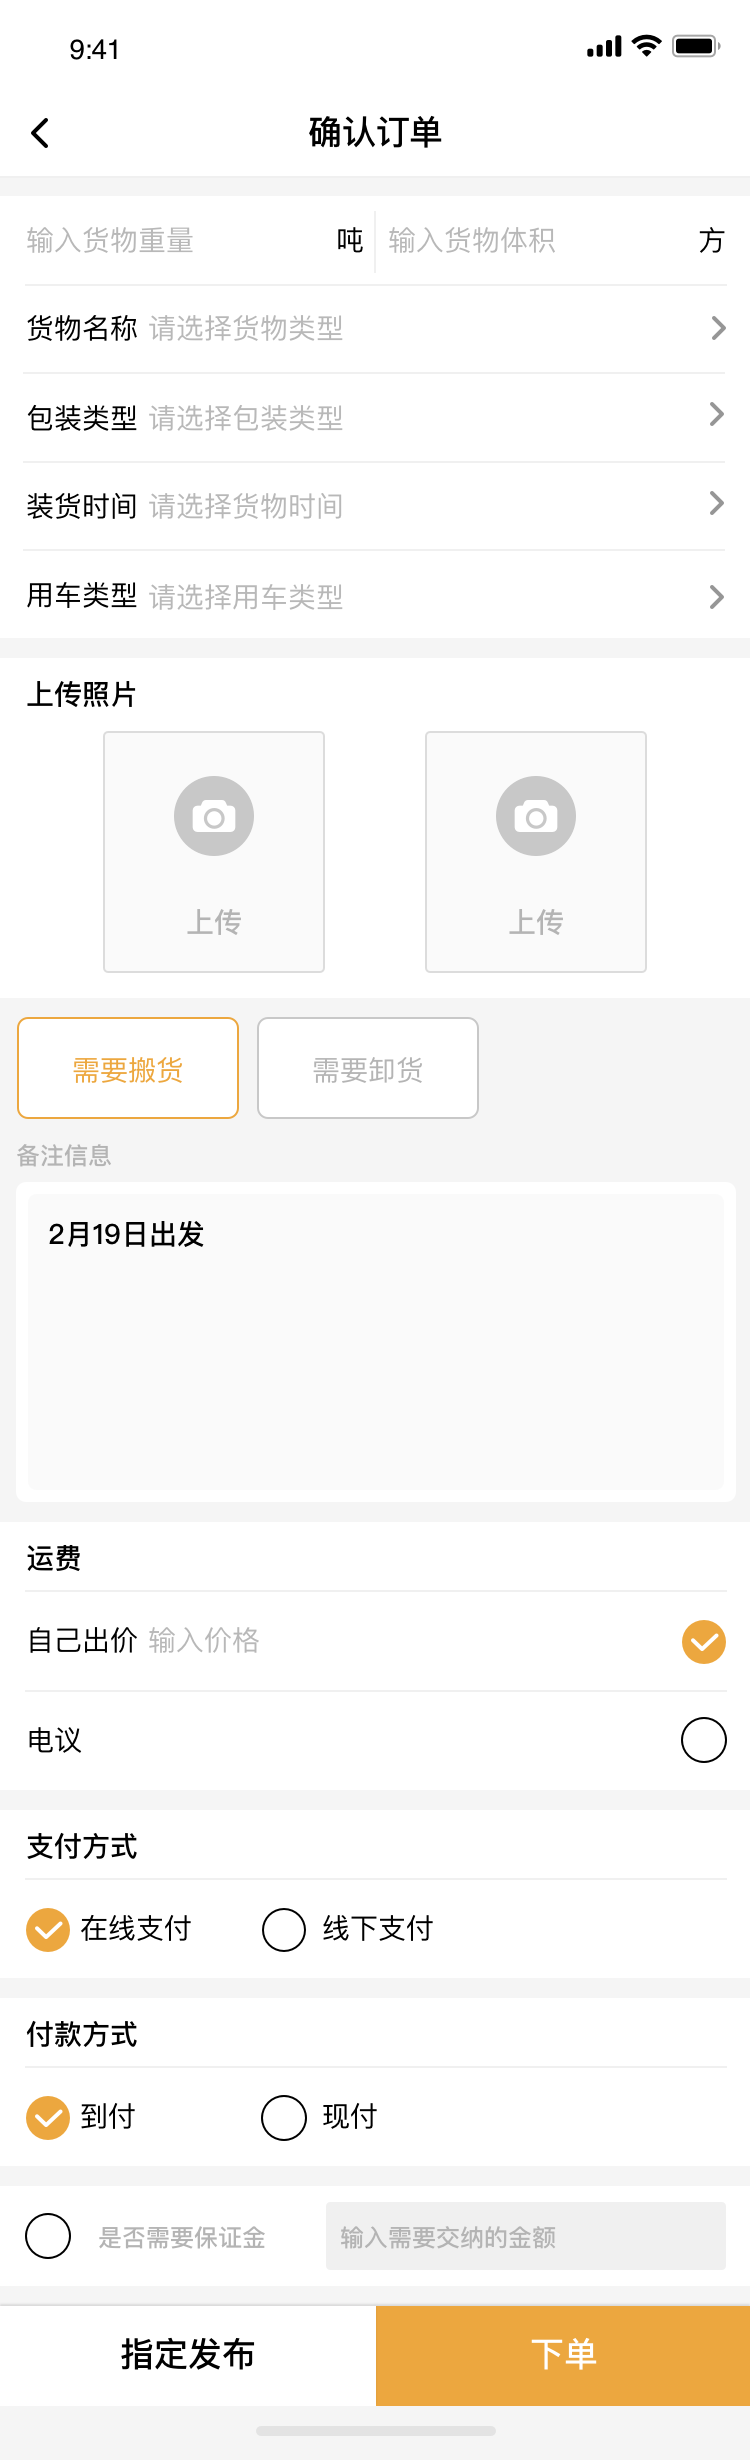 9:41
确认订单
输入货物重量 吨 输入货物体积 方
货物名称 请选择货物类型
包装类型 请选择包装类型
装货时间 请选择货物时间
用车类型 请选择用车类型
上传照片
上传 上传
需要搬货 需要卸货
备注信息
2月19日出发
运费
自己出价 输入价格
电议
支付方式
在线支付 线下支付
付款方式
到付 现付
是否需要保证金 输入需要交纳的金额
指定发布 下单